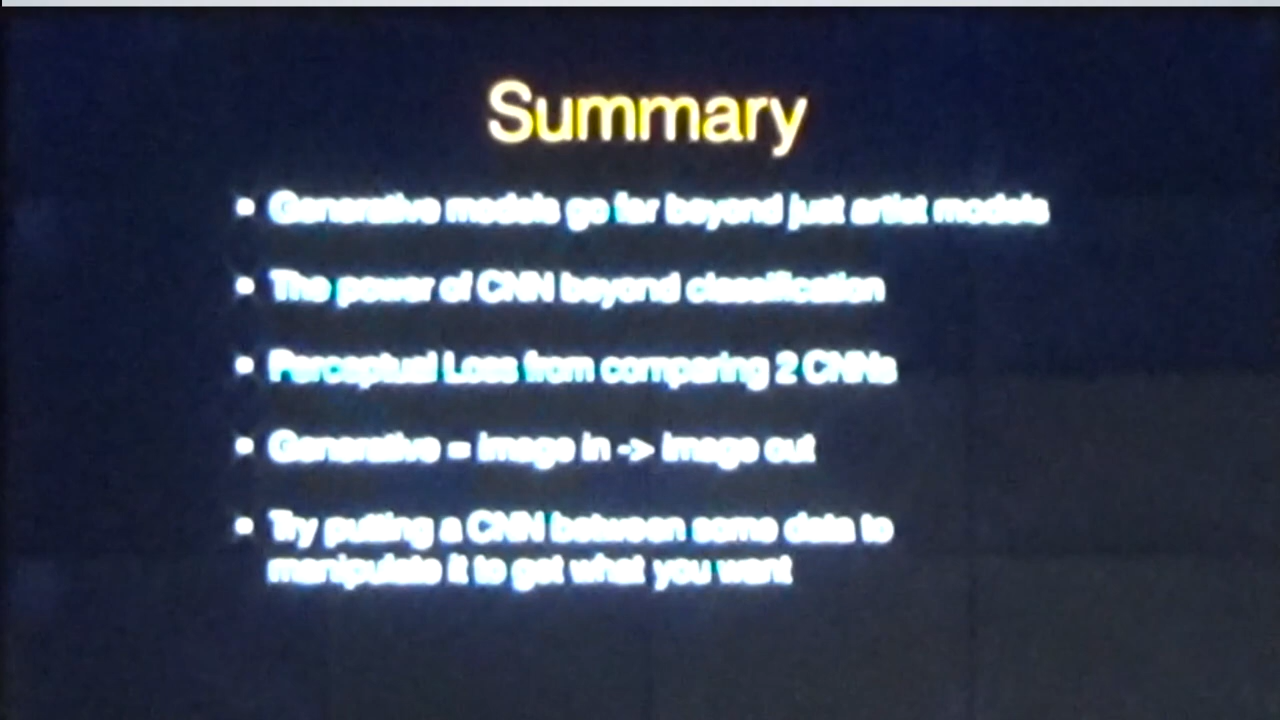 Summary
• Generative models go far beyond just artist models
• The power of CNN beyond classification
• Perceptual Loss from comparing 2 CNNs
• Generative = image in -> image out
• Try putting a CNN between some data to
manipulate it to get what you want